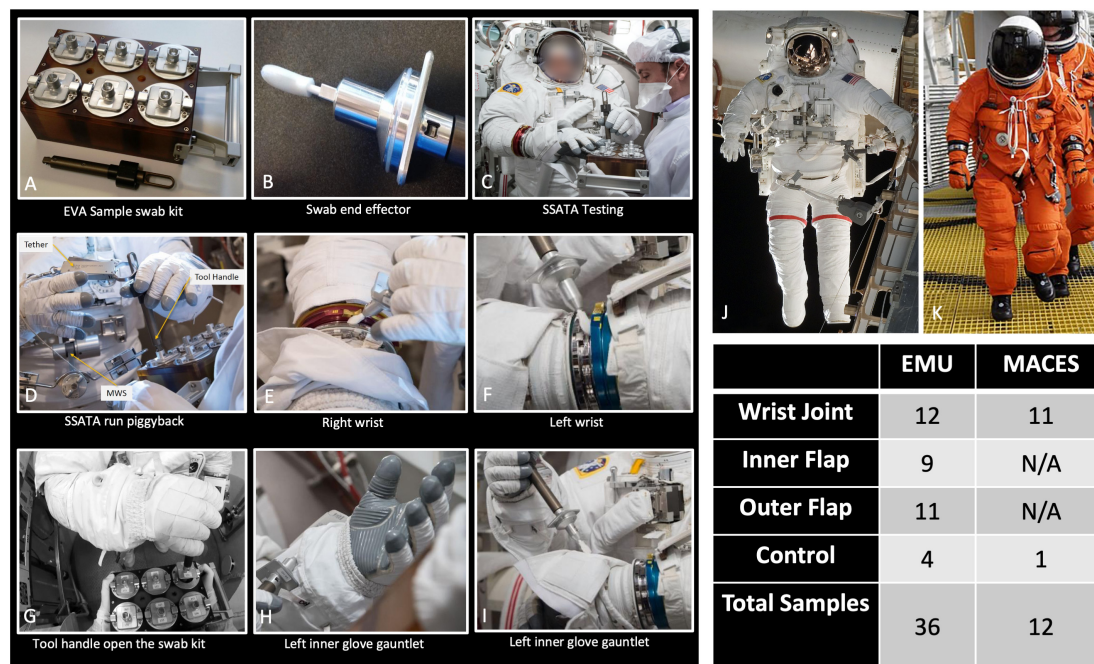 A
EVA Sample swab kit
B
Swab end effector
C
SSATA Testing
Tether
Tool Handle
MWS
D
SSATA run piggyback
E
Right wrist
F
Left wrist
G
Tool handle open the swab kit
H
Left inner glove gauntlet
I
Left inner glove gauntlet
J
K
EMU MACES
Wrist Joint 12 11
Inner Flap 9 N/A
Outer Flap 11 N/A
Control 4 1
Total Samples 36 12